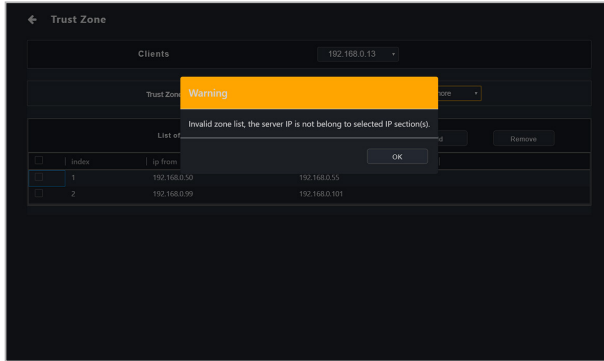 Trust Zone
Clients
192.168.0.13
Trust Zone
Warning
more
Invalid zone list, the server IP is not belong to selected IP section(s).
List of
Remove
OK
index
ip from
1
192.168.0.50
192.168.0.55
2
192.168.0.99
192.168.0.101